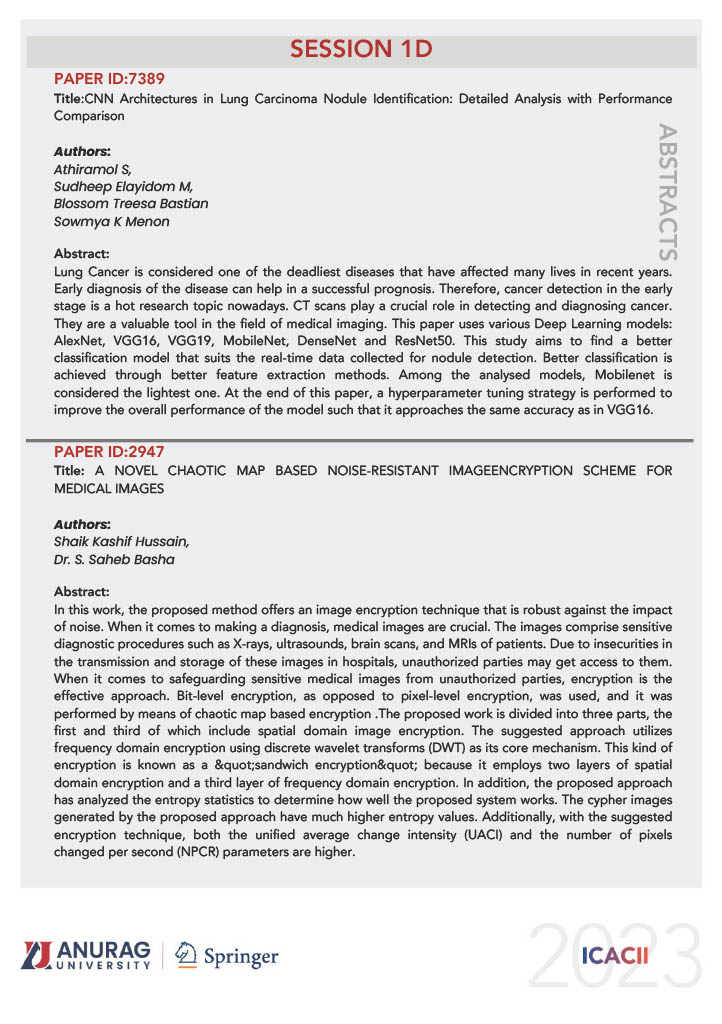 SESSION 1D
PAPER ID:7389
Title:CNN Architectures in Lung Carcinoma Nodule Identification: Detailed Analysis with Performance
Comparison
ABSTRACTS
Authors:
Athiramol S,
Sudheep Elayidom M,
Blossom Treesa Bastian
Sowmya K Menon
Abstract:
Lung Cancer is considered one of the deadliest diseases that have affected many lives in recent years.
Early diagnosis of the disease can help in a successful prognosis. Therefore, cancer detection in the early
stage is a hot research topic nowadays. CT scans play a crucial role in detecting and diagnosing cancer.
They are a valuable tool in the field of medical imaging. This paper uses various Deep Learning models:
AlexNet, VGG16, VGG19, MobileNet, DenseNet and ResNet50. This study aims to find a better
classification model that suits the real-time data collected for nodule detection. Better classification is
achieved through better feature extraction methods. Among the analysed models, Mobilenet is
considered the lightest one. At the end of this paper, a hyperparameter tuning strategy is performed to
improve the overall performance of the model such that it approaches the same accuracy as in VGG16.
PAPER ID:2947
Title: A NOVEL CHAOTIC MAP BASED NOISE-RESISTANT IMAGEENCRYPTION SCHEME FOR
MEDICAL IMAGES
Authors:
Shaik Kashif Hussain,
Dr. S. Saheb Basha
Abstract:
In this work, the proposed method offers an image encryption technique that is robust against the impact
of noise. When it comes to making a diagnosis, medical images are crucial. The images comprise sensitive
diagnostic procedures such as X-rays, ultrasounds, brain scans, and MRIs of patients. Due to insecurities in
the transmission and storage of these images in hospitals, unauthorized parties may get access to them.
When it comes to safeguarding sensitive medical images from unauthorized parties, encryption is the
effective approach. Bit-level encryption, as opposed to pixel-level encryption, was used, and it was
performed by means of chaotic map based encryption .The proposed work is divided into three parts, the
first and third of which include spatial domain image encryption. The suggested approach utilizes
frequency domain encryption using discrete wavelet transforms (DWT) as its core mechanism. This kind of
encryption is known as a &quot;sandwich encryption&quot; because it employs two layers of spatial
domain encryption and a third layer of frequency domain encryption. In addition, the proposed approach
has analyzed the entropy statistics to determine how well the proposed system works. The cypher images
generated by the proposed approach have much higher entropy values. Additionally, with the suggested
encryption technique, both the unified average change intensity (UACI) and the number of pixels
changed per second (NPCR) parameters are higher.
ANURAG
UNIVERSITY
Springer
2023
ICACII